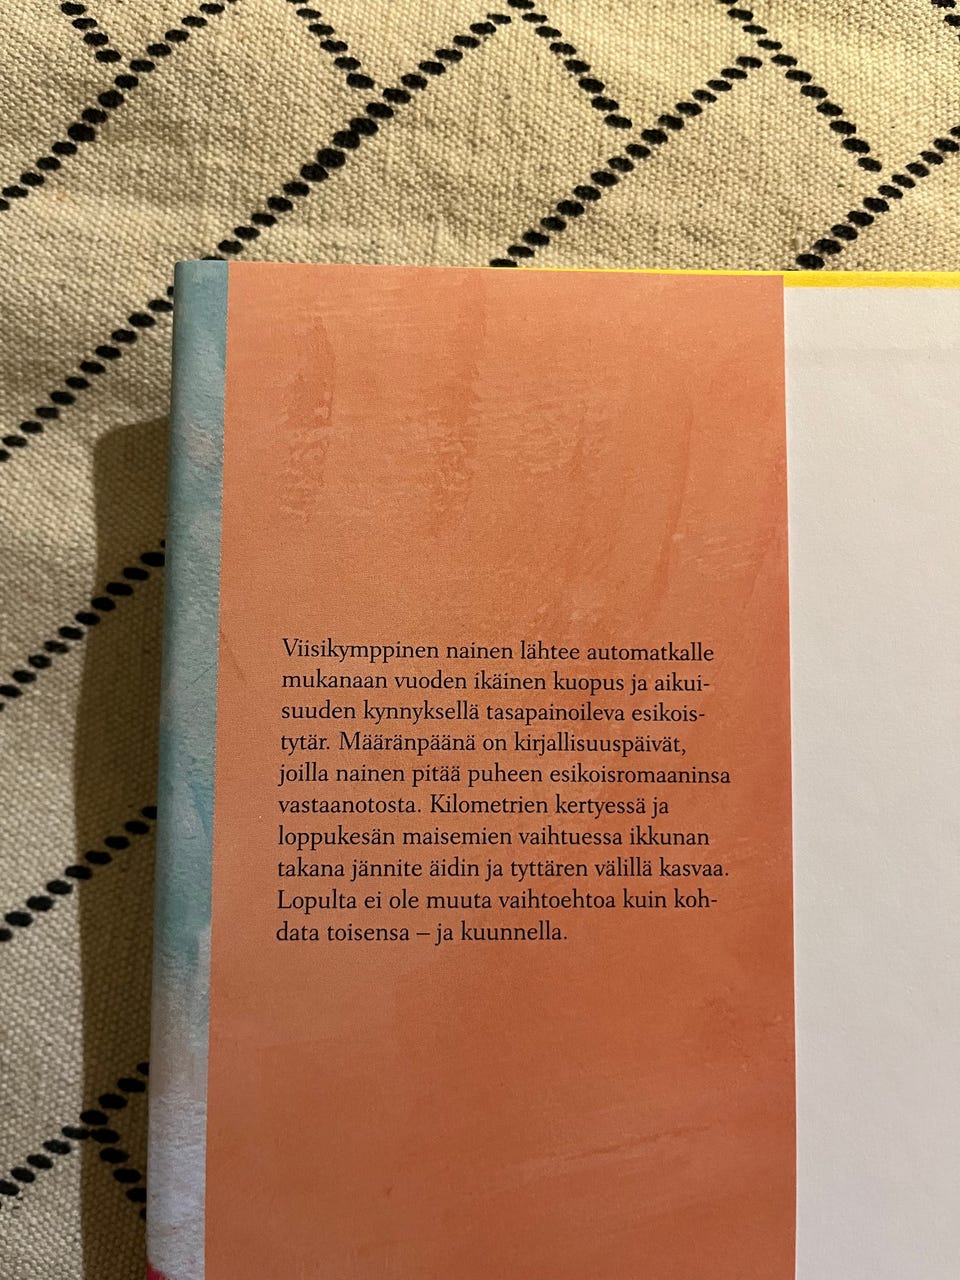 Viisikymppinen nainen lähtee automatkalle
mukanaan vuoden ikäinen kuopus ja aikui-
suuden kynnyksellä tasapainoileva esikois-
tytär. Määränpäänä on kirjallisuuspäivät,
joilla nainen pitää puheen esikoisromaaninsa
vastaanotosta. Kilometrien kertyessä ja
loppukesän maisemien vaihtuessa ikkunan
takana jännite äidin ja tyttären välillä kasvaa.
Lopulta ei ole muuta vaihtoehtoa kuin koh-
data toisensa – ja kuunnella.